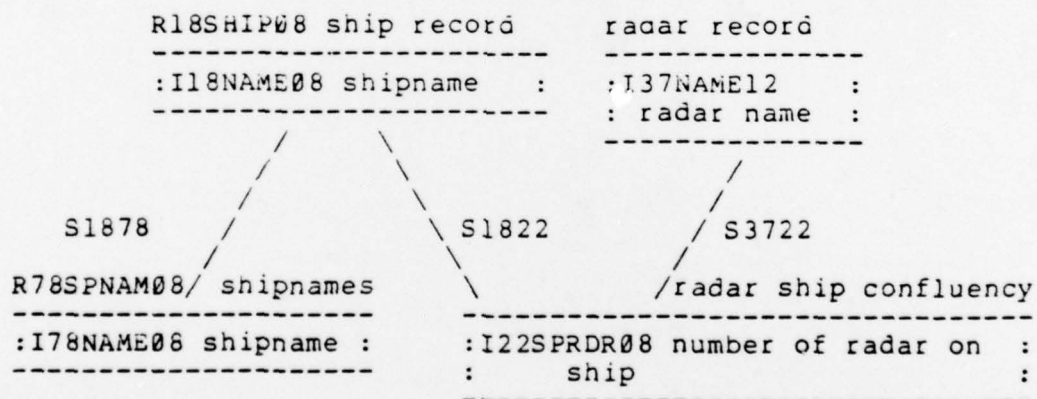 R18SHIP08 ship record radar record
:I18NAME08 shipname : :I37NAME12 :
: radar name :
S1878 S1822 S3722
R78SPNAM08 shipnames radar ship confluency
:I78NAME08 shipname : :I22SPRDR08 number of radar on :
: ship :